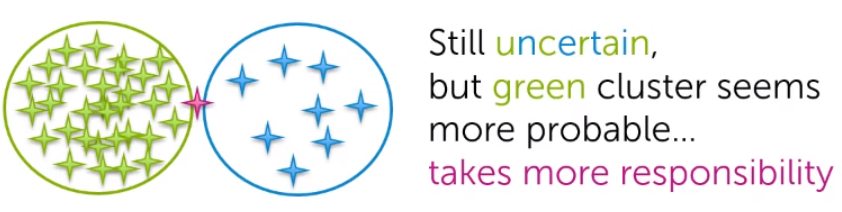 Still uncertain,
but green cluster seems
more probable...
takes more responsibility